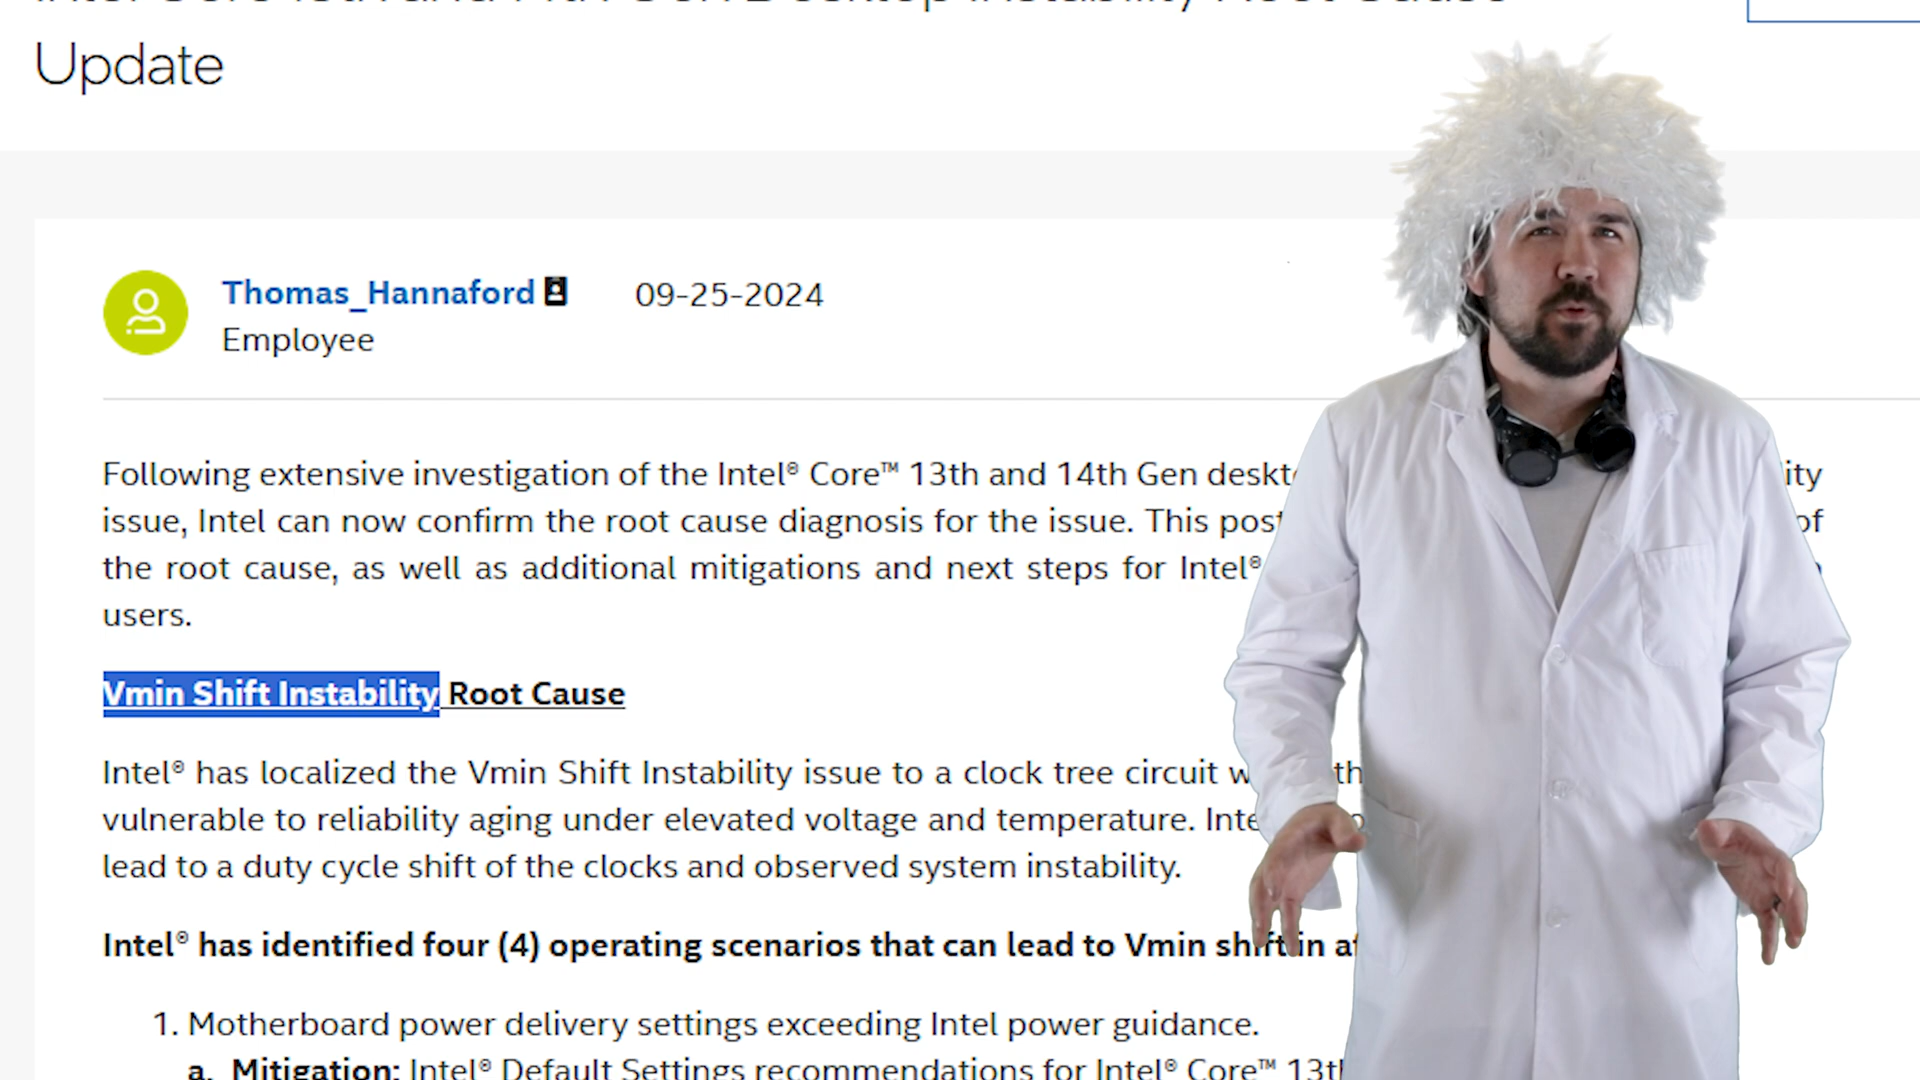 Update
Thomas_Hannaford 09-25-2024
Employee
Following extensive investigation of the Intel® Core™ 13th and 14th Gen ity
issue, Intel can now confirm the root cause diagnosis for the issue. This post of
the root cause, as well as additional mitigations and next steps for Intel®
users.
Vmin Shift Instability Root Cause
Intel® has localized the Vmin Shift Instability issue to a clock tree circuit
vulnerable to reliability aging under elevated voltage and temperature.
lead to a duty cycle shift of the clocks and observed system instability.
Intel® has identified four (4) operating scenarios that can lead to Vmin shift in
1. Motherboard power delivery settings exceeding Intel power guidance.
a. Mitigation: Intel® Default Settings recommendations for Intel® Core™